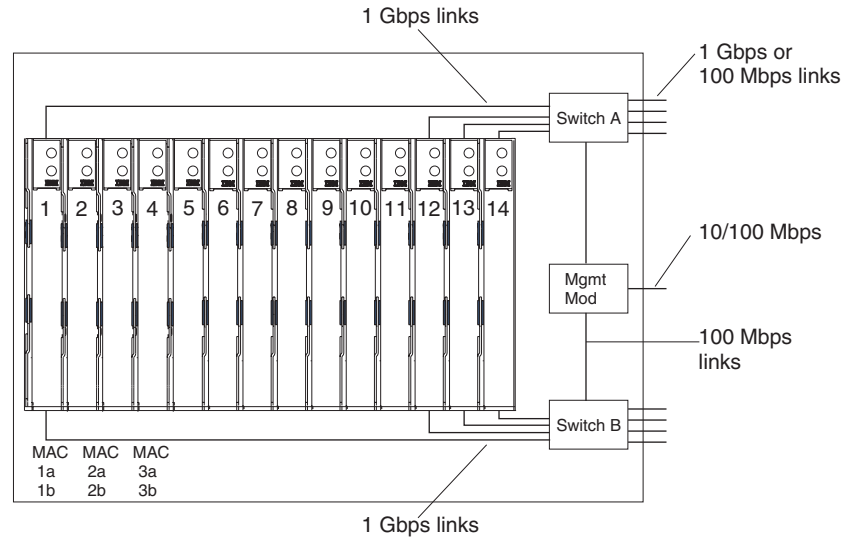 1 Gbps links
1 Gbps or
100 Mbps links
Switch A
1 2 3 4 5 6 7 8 9 10 11 12 13 14
10/100 Mbps
Mgmt
Mod
100 Mbps
links
Switch B
MAC MAC MAC
1a 2a 3a
1b 2b 3b
1 Gbps links